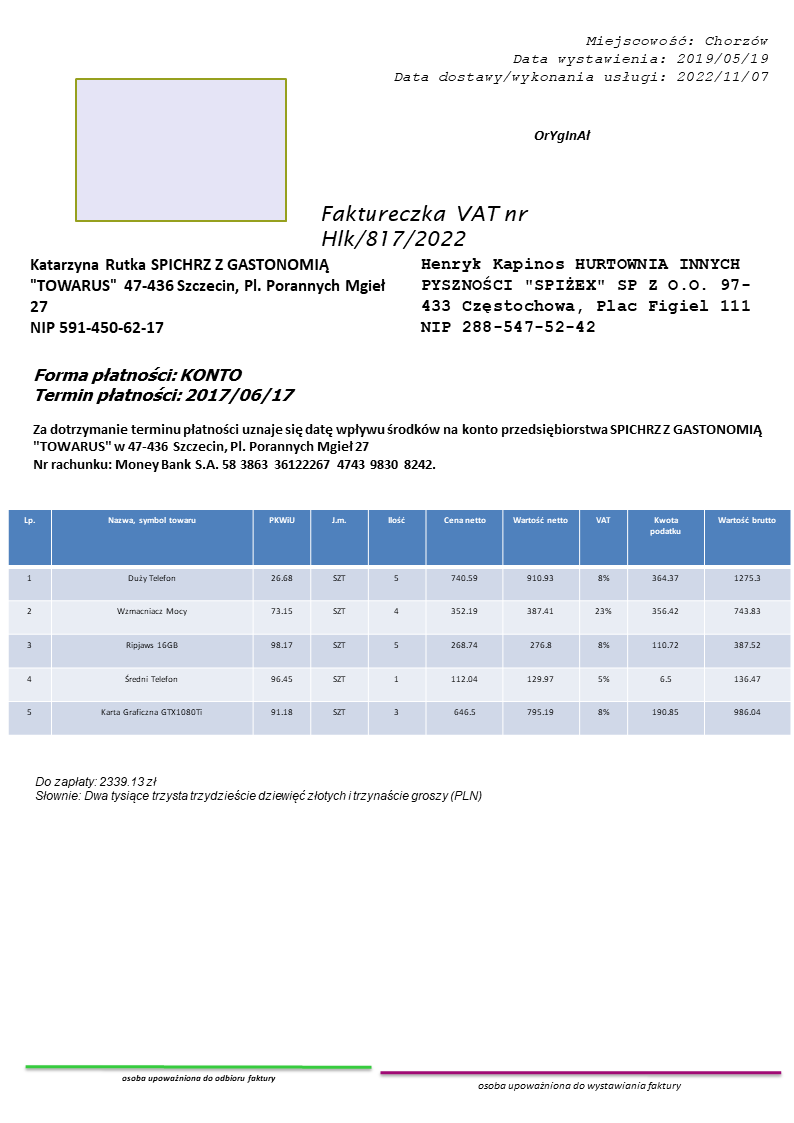 Miejscowość: Chorzów
Data wystawienia: 2019/05/19
Data dostawy/wykonania usługi: 2022/11/07
OrYgInAł
Faktureczka VAT nr
Hlk/817/2022
Katarzyna Rutka SPICHRZ Z GASTONOMIĄ
"TOWARUS" 47-436 Szczecin, Pl. Porannych Mgieł
27
NIP 591-450-62-17
Henryk Kapinos HURTOWNIA INNYCH
PYSZNOŚCI "SPIŻEX" SP Z O.O. 97-
433 Częstochowa, Plac Figiel 111
NIP 288-547-52-42
Forma płatności: KONTO
Termin płatności: 2017/06/17
Za dotrzymanie terminu płatności uznaje się datę wpływu środków na konto przedsiębiorstwa SPICHRZ Z GASTONOMIĄ
"TOWARUS" w 47-436 Szczecin, Pl. Porannych Mgieł 27
Nr rachunku: Money Bank S.A. 58 3863 36122267 4743 9830 8242.
Lp. Nazwa, symbol towaru PKWiU J.m. Ilość Cena netto Wartość netto VAT Kwota podatku Wartość brutto
1 Duży Telefon 26.68 SZT 5 740.59 910.93 8% 364.37 1275.3
2 Wzmacniacz Mocy 73.15 SZT 4 352.19 387.41 23% 356.42 743.83
3 Ripjaws 16GB 98.17 SZT 5 268.74 276.8 8% 110.72 387.52
4 Średni Telefon 96.45 SZT 1 112.04 129.97 5% 6.5 136.47
5 Karta Graficzna GTX1080Ti 91.18 SZT 3 646.5 795.19 8% 190.85 986.04
Do zapłaty: 2339.13 zł
Słownie: Dwa tysiące trzysta trzydzieście dziewięć złotych i trzynaście groszy (PLN)
osoba upoważniona do odbioru faktury
osoba upoważniona do wystawiania faktury